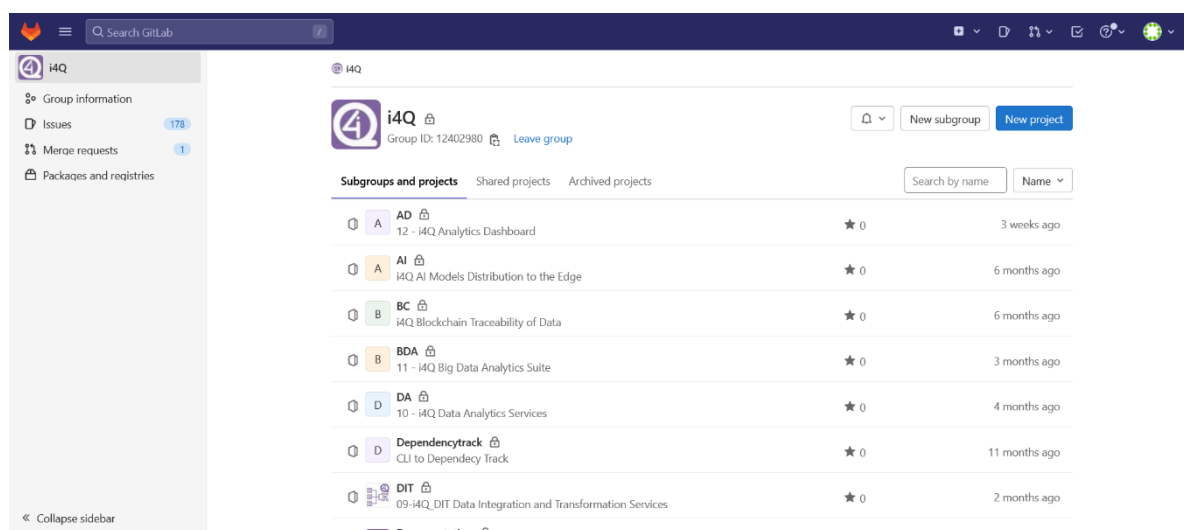 Search GitLab /
i4Q
Group information
Issues 178
Merge requests 1
Packages and registries
Collapse sidebar
i4Q
i4Q
Group ID: 12402980 Leave group
New subgroup New project
Subgroups and projects Shared projects Archived projects
Search by name Name
A AD
12 - i4Q Analytics Dashboard
0 3 weeks ago
A AI
i4Q AI Models Distribution to the Edge
0 6 months ago
B BC
i4Q Blockchain Traceability of Data
0 6 months ago
B BDA
11 - i4Q Big Data Analytics Suite
0 3 months ago
D DA
10 - i4Q Data Analytics Services
0 4 months ago
D Dependencytrack
CLI to Dependecy Track
0 11 months ago
DIT
09-i4Q_DIT Data Integration and Transformation Services
0 2 months ago